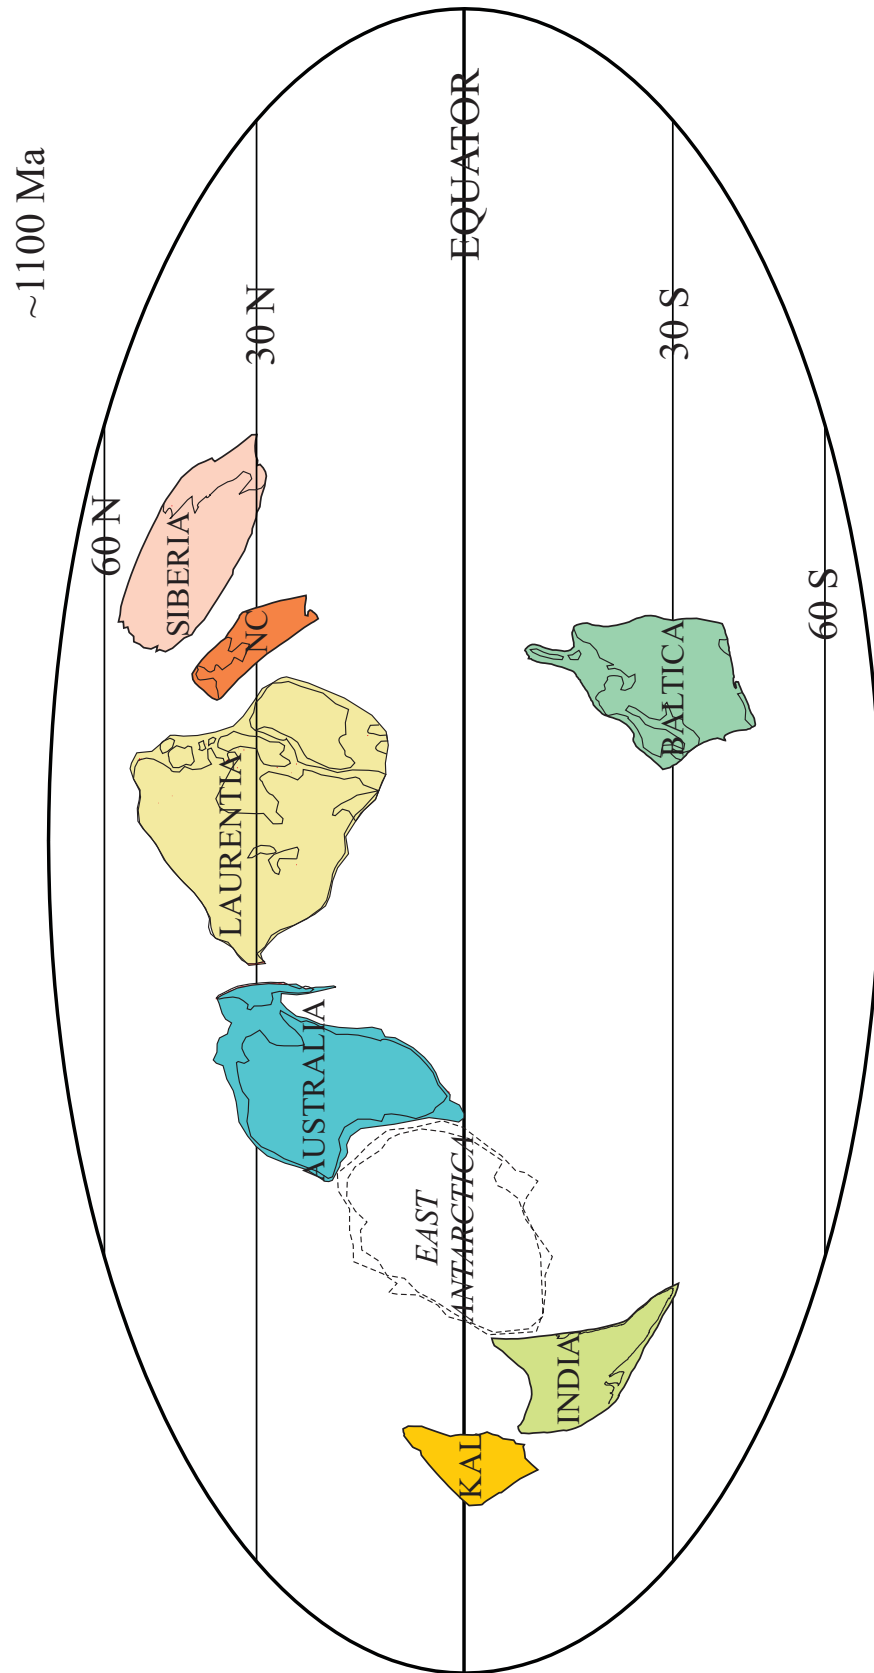 ~1100 Ma
60 N
30 N
EQUATOR
30 S
60 S
SIBERIA
NC
LAURENTIA
AUSTRALIA
EAST
ANTARCTICA
INDIA
KAL
BALTICA